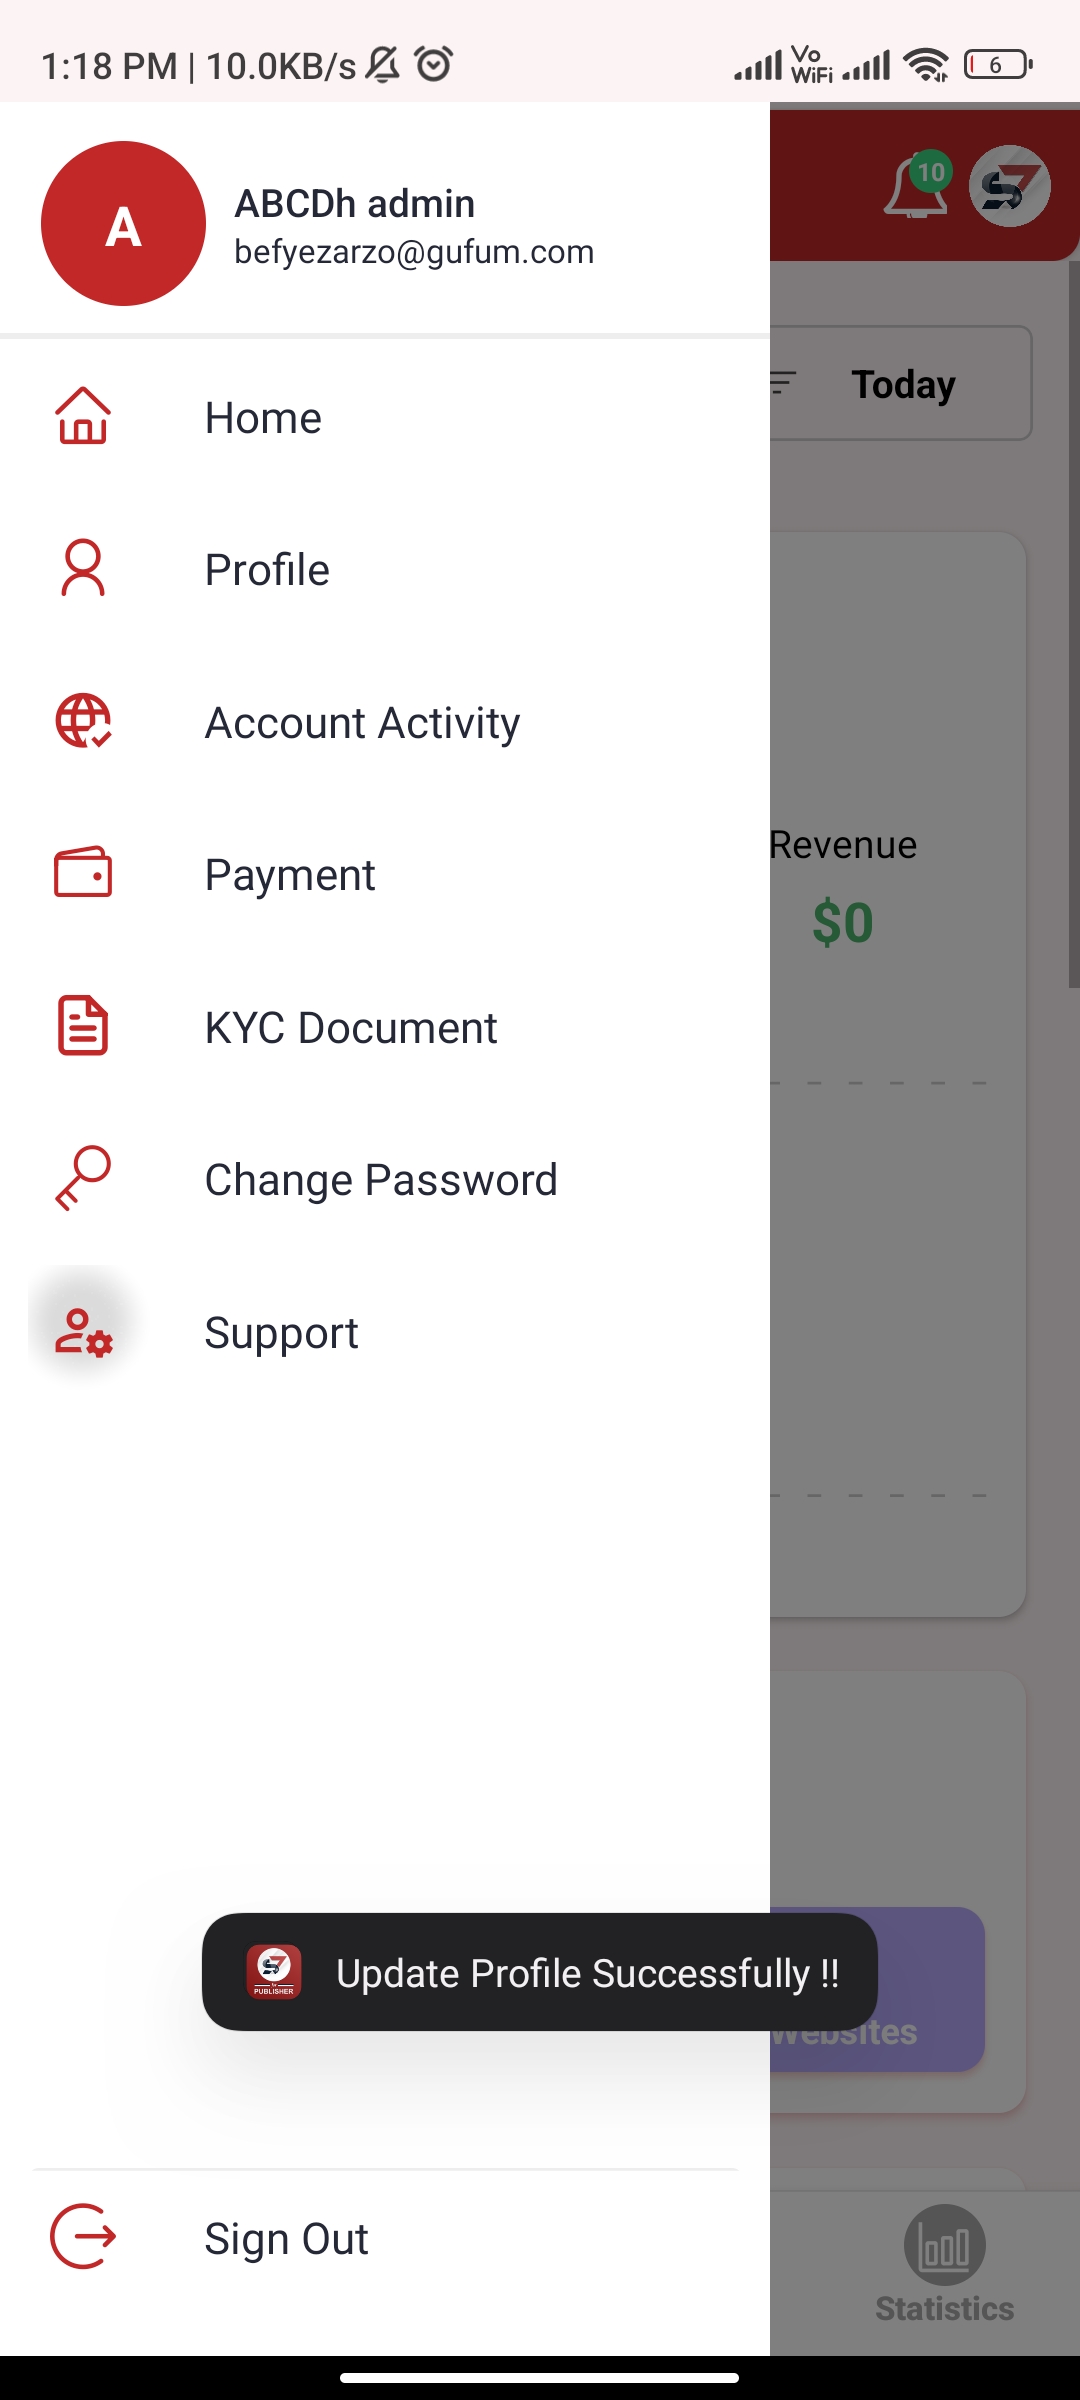 1:18 PM | 10.0KB/s
Vo
WiFi
6
A
ABCDh admin
befyezarzo@gufum.com
10
Today
Home
Profile
Account Activity
Revenue
Payment
$0
KYC Document
Change Password
Support
Update Profile Successfully !!
PUBLISHER
Websites
Sign Out
Statistics